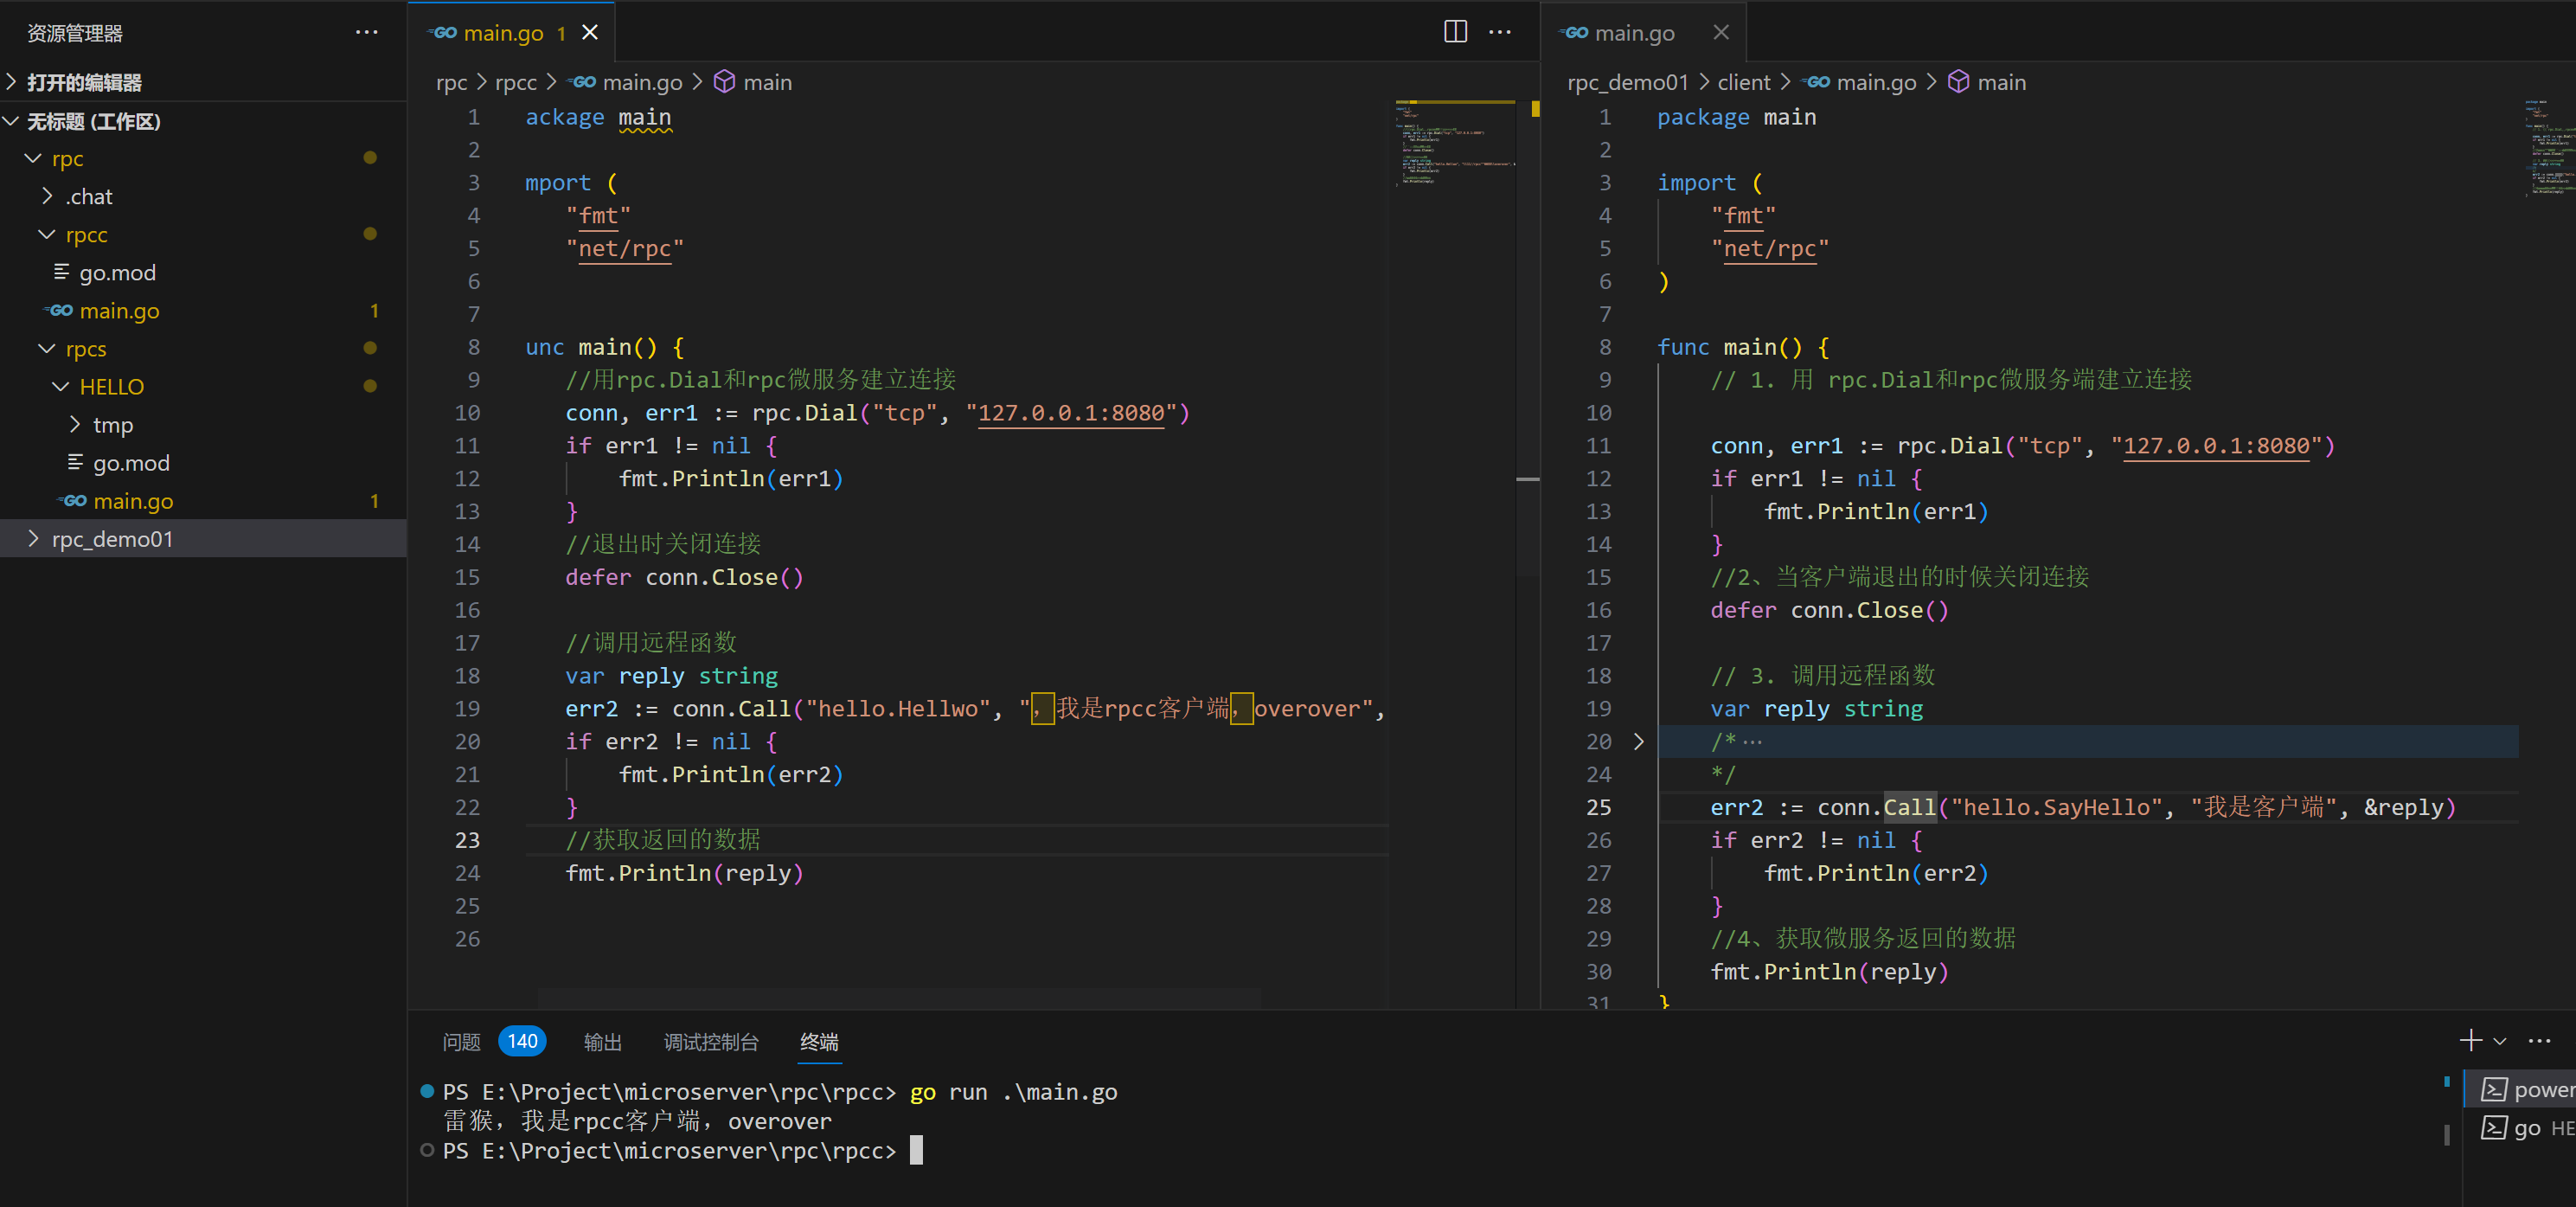 资源管理器
打开的编辑器
无标题 (工作区)
rpc
.chat
rpcc
go.mod
GO main.go 1
rpcs
HELLO
tmp
go.mod
GO main.go 1
rpc_demo01
GO main.go 1
rpc > rpcc > GO main.go > main
1 ackage main
2
3 mport (
4 "fmt"
5 "net/rpc"
6
7
8 unc main() {
9 //用rpc.Dial和rpc微服务建立连接
10 conn, err1 := rpc.Dial("tcp", "127.0.0.1:8080")
11 if err1 != nil {
12 fmt.Println(err1)
13 }
14 //退出时关闭连接
15 defer conn.Close()
16
17 //调用远程函数
18 var reply string
19 err2 := conn.Call("hello.Hellwo", "，我是rpcc客户端，overover",
20 if err2 != nil {
21 fmt.Println(err2)
22 }
23 //获取返回的数据
24 fmt.Println(reply)
25
26
GO main.go
rpc_demo01 > client > GO main.go > main
1 package main
2
3 import (
4 "fmt"
5 "net/rpc"
6 )
7
8 func main() {
9 // 1. 用 rpc.Dial和rpc微服务端建立连接
10
11 conn, err1 := rpc.Dial("tcp", "127.0.0.1:8080")
12 if err1 != nil {
13 fmt.Println(err1)
14 }
15 //2、当客户端退出的时候关闭连接
16 defer conn.Close()
17
18 // 3. 调用远程函数
19 var reply string
20 /* ···
24 */
25 err2 := conn.Call("hello.SayHello", "我是客户端", &reply)
26 if err2 != nil {
27 fmt.Println(err2)
28 }
29 //4、获取微服务返回的数据
30 fmt.Println(reply)
31 }
问题 140 输出 调试控制台 终端
PS E:\Project\microserver\rpc\rpcc> go run .\main.go
雷猴，我是rpcc客户端，overover
PS E:\Project\microserver\rpc\rpcc>
power
go HE